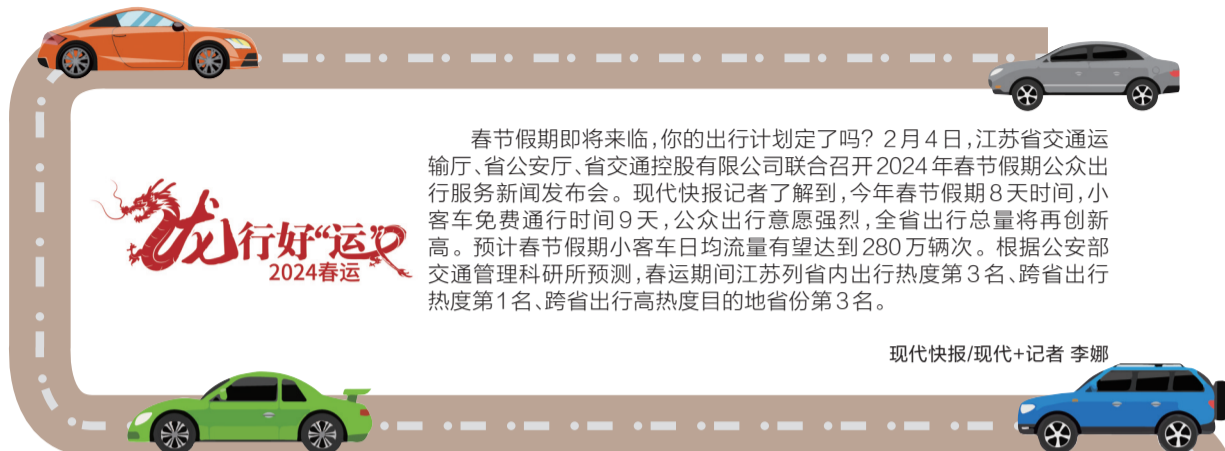 春节假期即将来临,你的出行计划定了吗? 2月4日,江苏省交通运
输厅、省公安厅、省交通控股有限公司联合召开2024年春节假期公众出
行服务新闻发布会。现代快报记者了解到,今年春节假期8天时间,小
客车免费通行时间9天,公众出行意愿强烈,全省出行总量将再创新
高。预计春节假期小客车日均流量有望达到280万辆次。根据公安部
交通管理科研所预测,春运期间江苏列省内出行热度第3名、跨省出行
热度第1名、跨省出行高热度目的地省份第3名。
龙行好“运”
2024春运
现代快报/现代+记者 李娜